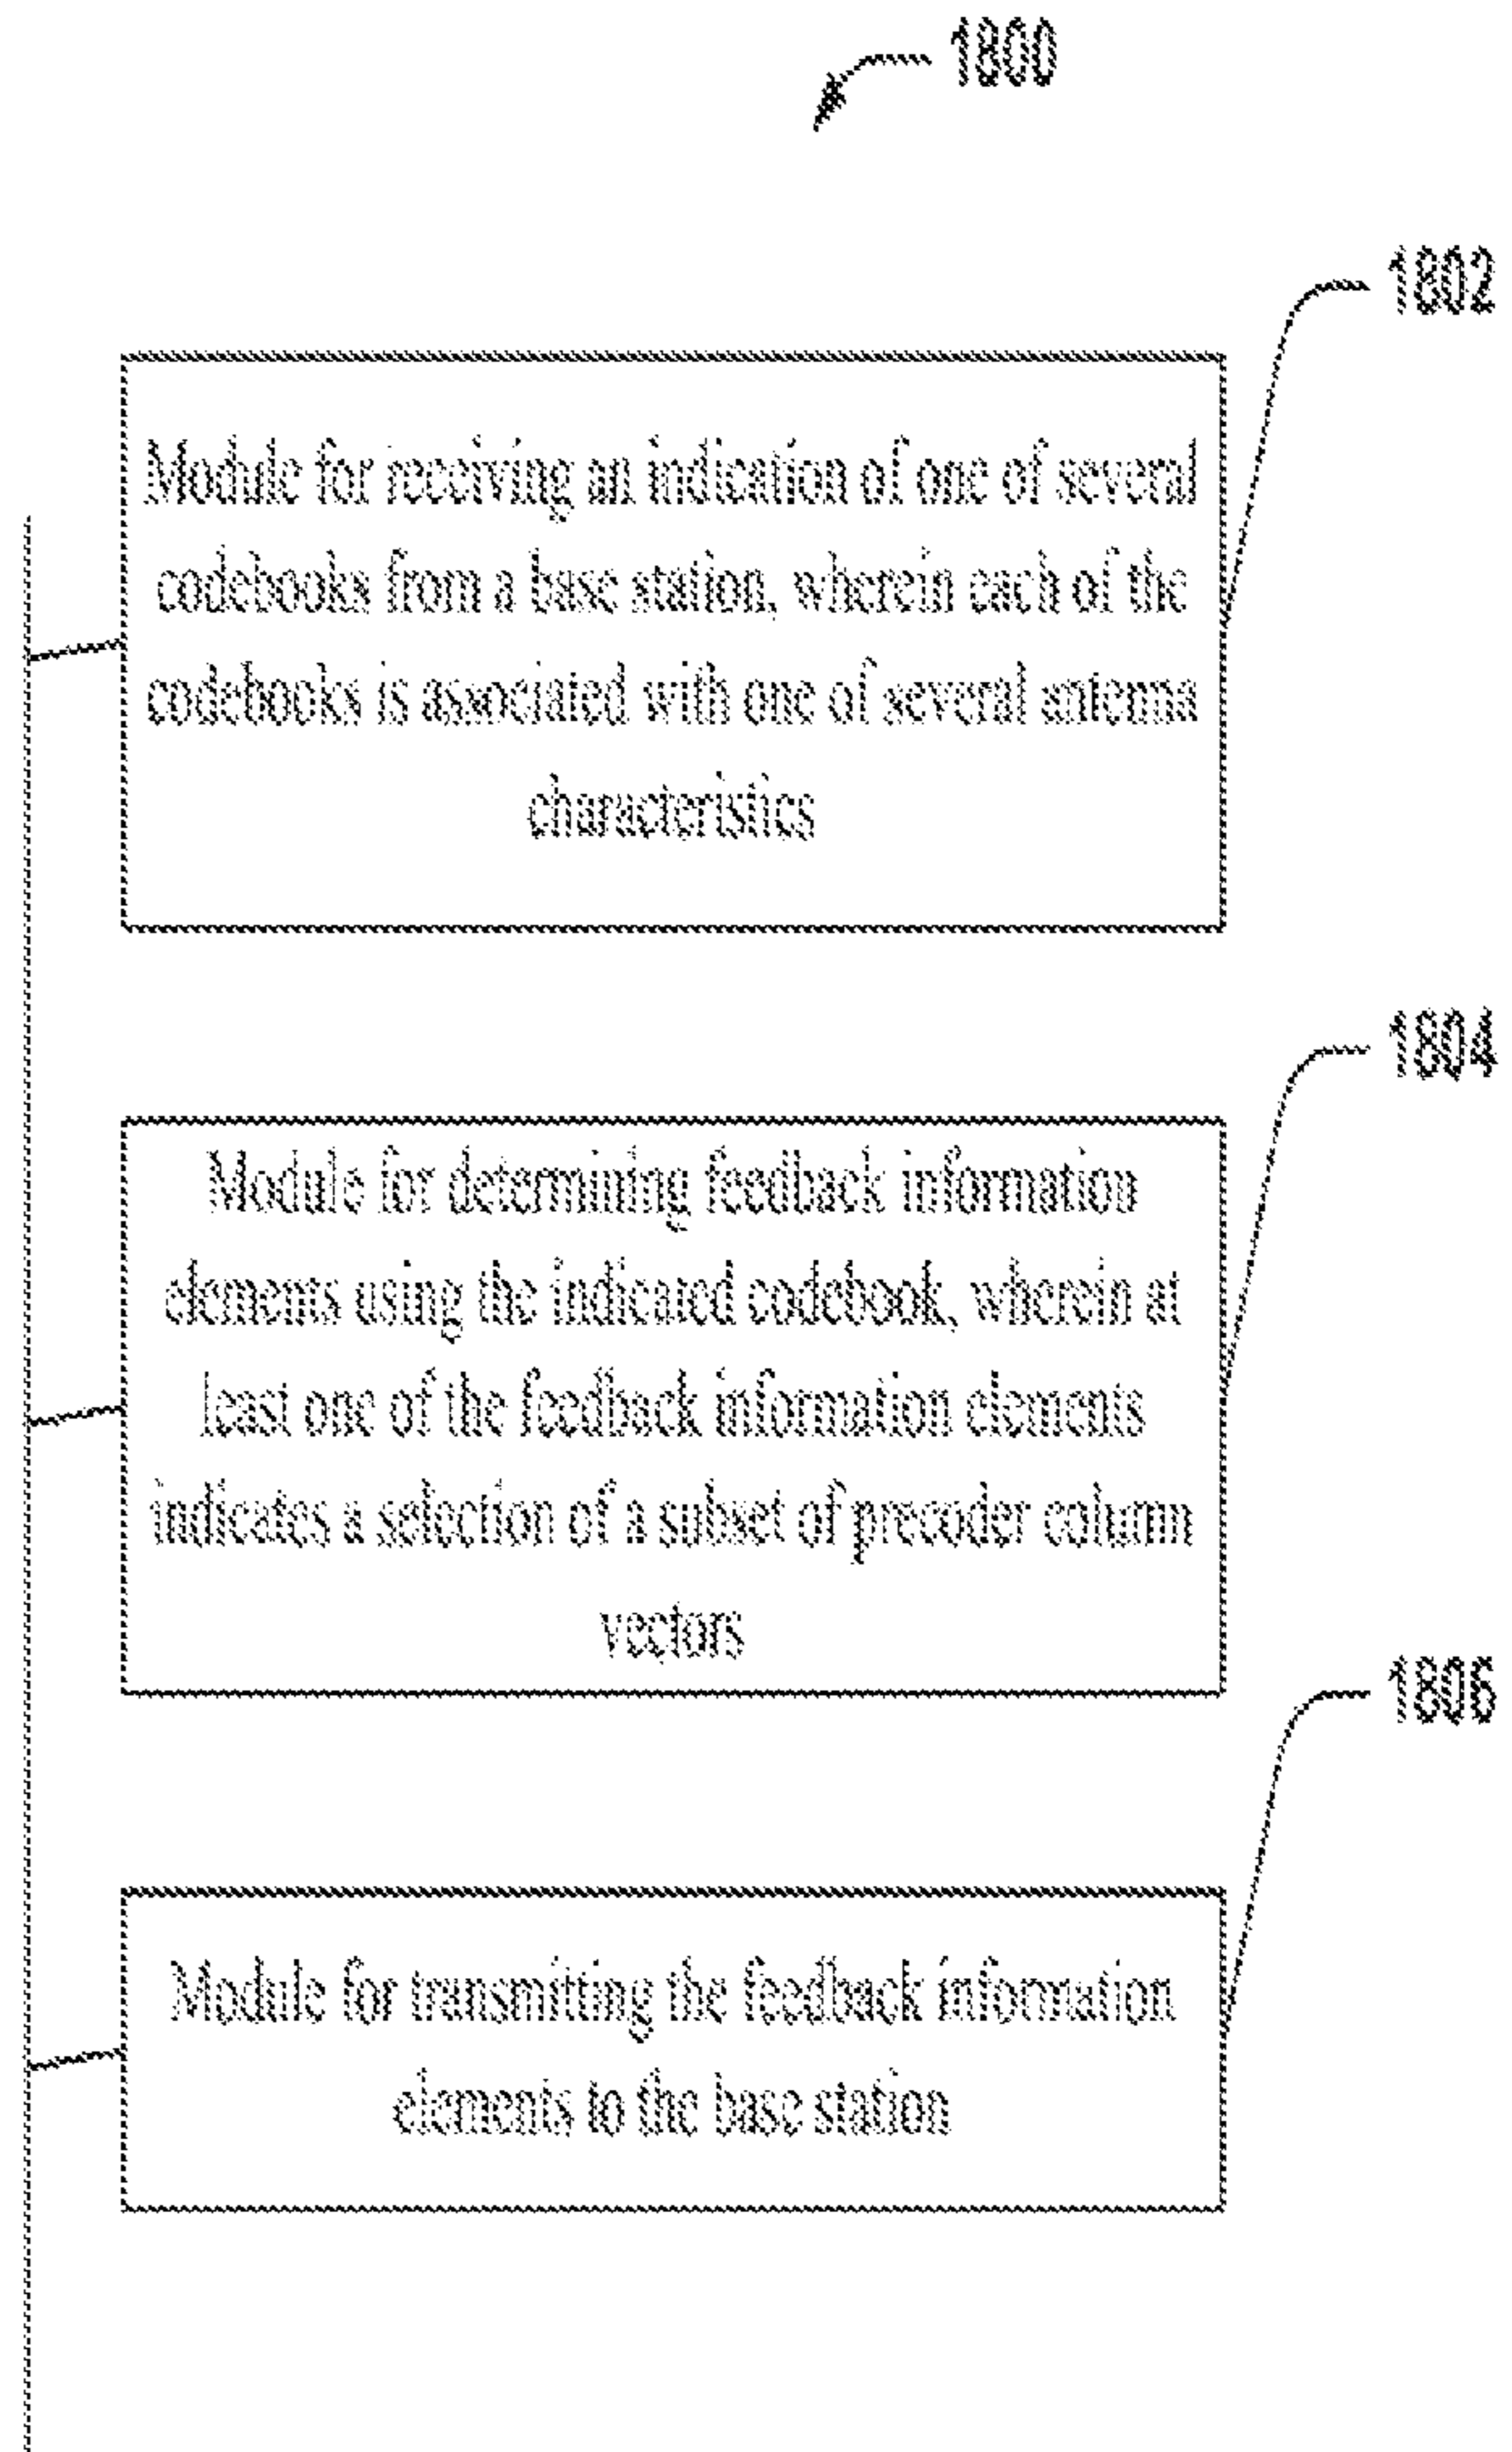 1800
1802
Module for receiving an indication of one of several
codebooks from a base station, wherein each of the
codebooks is associated with one of several antenna
characteristics
1804
Module for determining feedback information
elements using the indicated codebook, wherein at
least one of the feedback information elements
indicates a selection of a subset of precoder column
vectors
1806
Module for transmitting the feedback information
elements to the base station